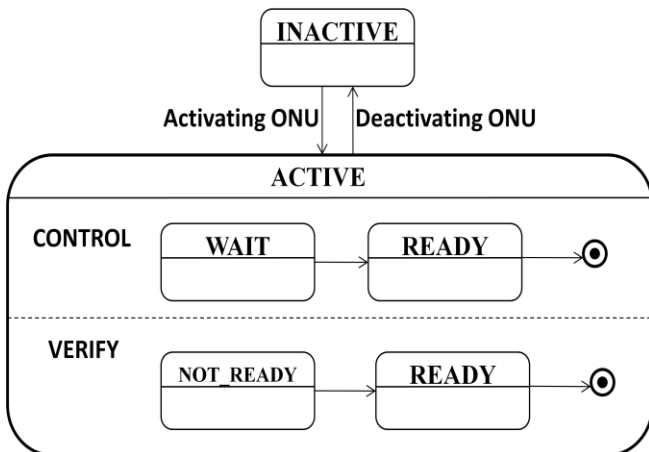 INACTIVE
Activating ONU
Deactivating ONU
ACTIVE
CONTROL
WAIT
READY
VERIFY
NOT_READY
READY